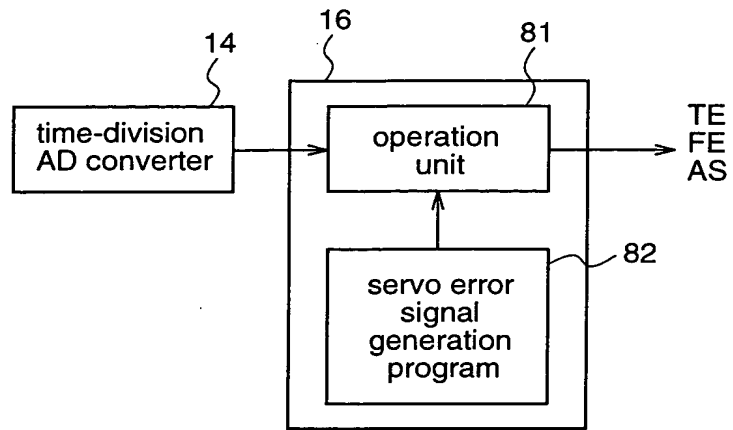 14
16
81
time-division
AD converter
operation
unit
TE
FE
AS
82
servo error
signal
generation
program